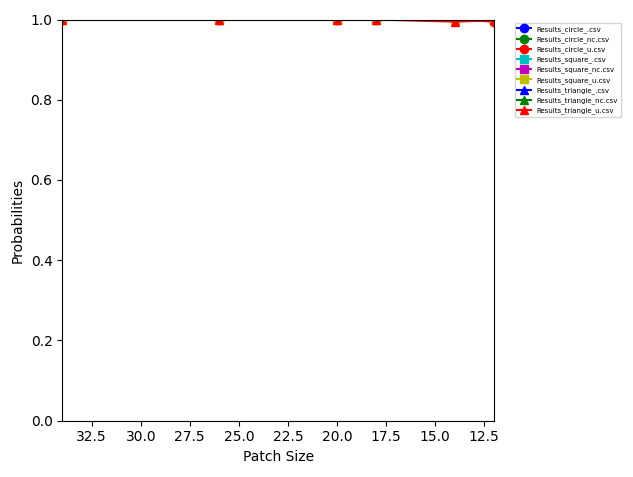 1.0
0.8
0.6
0.4
0.2
0.0
Probabilities
32.5 30.0 27.5 25.0 22.5 20.0 17.5 15.0 12.5
Patch Size
Results_circle_.csv
Results_circle_nc.csv
Results_circle_u.csv
Results_square_.csv
Results_square_nc.csv
Results_square_u.csv
Results_triangle_.csv
Results_triangle_nc.csv
Results_triangle_u.csv